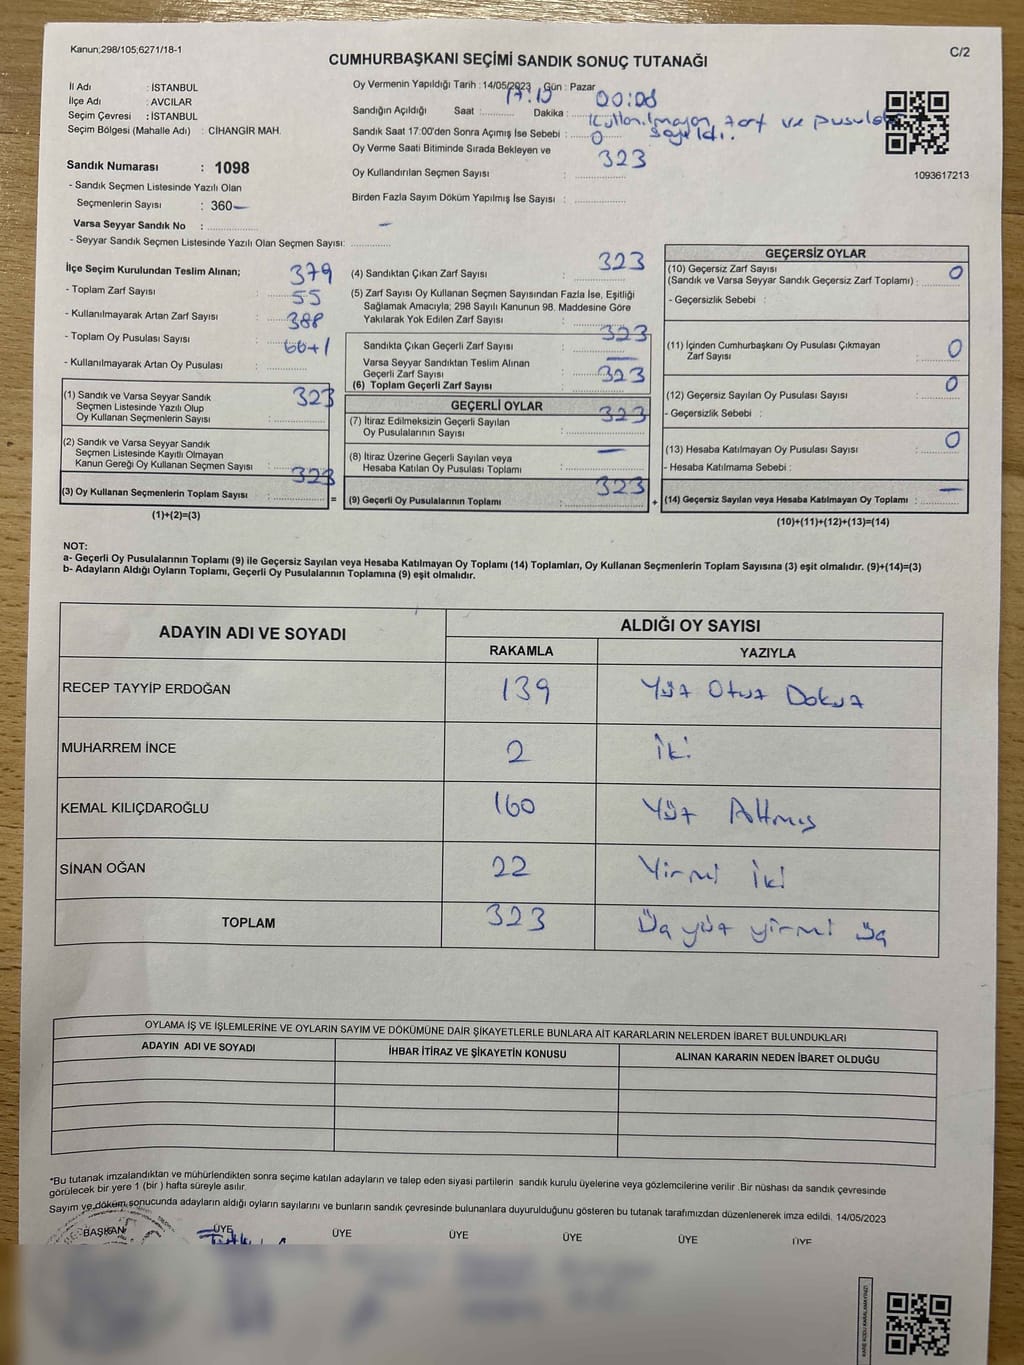 Kanun;298/105;6271/18-1
C/2
CUMHURBAŞKANI SEÇİMİ SANDIK SONUÇ TUTANAĞI
İl Adı : İSTANBUL
İlçe Adı : AVCILAR
Seçim Çevresi : İSTANBUL
Seçim Bölgesi (Mahalle Adı) : CİHANGİR MAH.
Sandık Numarası : 1098
- Sandık Seçmen Listesinde Yazılı Olan
Seçmenlerin Sayısı : 360
Varsa Seyyar Sandık No : -
- Seyyar Sandık Seçmen Listesinde Yazılı Olan Seçmen Sayısı:
Oy Vermenin Yapıldığı Tarih : 14/05/2023 Gün : Pazar
Sandığın Açıldığı Saat : 17:15 Dakika : 00:08
Sandık Saat 17:00'den Sonra Açımış İse Sebebi : Kullanılmayan zarf ve pusulalar sayıldı.
Oy Verme Saati Bitiminde Sırada Bekleyen ve 0
Oy Kullandırılan Seçmen Sayısı : 323
Birden Fazla Sayım Döküm Yapılmış İse Sayısı :
1093617213
İlçe Seçim Kurulundan Teslim Alınan;
- Toplam Zarf Sayısı : 379
- Kullanılmayarak Artan Zarf Sayısı : 55
- Toplam Oy Pusulası Sayısı : 388
- Kullanılmayarak Artan Oy Pusulası : 66+1
(1) Sandık ve Varsa Seyyar Sandık
Seçmen Listesinde Yazılı Olup
Oy Kullanan Seçmenlerin Sayısı : 323
(2) Sandık ve Varsa Seyyar Sandık
Seçmen Listesinde Kayıtlı Olmayan
Kanun Gereği Oy Kullanan Seçmen Sayısı :
(3) Oy Kullanan Seçmenlerin Toplam Sayısı : 323 =
(1)+(2)=(3)
(4) Sandıktan Çıkan Zarf Sayısı : 323
(5) Zarf Sayısı Oy Kullanan Seçmen Sayısından Fazla İse, Eşitliği
Sağlamak Amacıyla; 298 Sayılı Kanunun 98. Maddesine Göre
Yakılarak Yok Edilen Zarf Sayısı :
Sandıkta Çıkan Geçerli Zarf Sayısı : 323
Varsa Seyyar Sandıktan Teslim Alınan
Geçerli Zarf Sayısı : -
(6) Toplam Geçerli Zarf Sayısı : 323
GEÇERLİ OYLAR
(7) İtiraz Edilmeksizin Geçerli Sayılan
Oy Pusulalarının Sayısı : 323
(8) İtiraz Üzerine Geçerli Sayılan veya
Hesaba Katılan Oy Pusulası Toplamı : -
(9) Geçerli Oy Pusulalarının Toplamı : 323 +
GEÇERSİZ OYLAR
(10) Geçersiz Zarf Sayısı
(Sandık ve Varsa Seyyar Sandık Geçersiz Zarf Toplamı) : 0
- Geçersizlik Sebebi :
(11) İçinden Cumhurbaşkanı Oy Pusulası Çıkmayan
Zarf Sayısı : 0
(12) Geçersiz Sayılan Oy Pusulası Sayısı : 0
- Geçersizlik Sebebi :
(13) Hesaba Katılmayan Oy Pusulası Sayısı : 0
- Hesaba Katılmama Sebebi :
(14) Geçersiz Sayılan veya Hesaba Katılmayan Oy Toplamı : -
(10)+(11)+(12)+(13)=(14)
NOT:
a- Geçerli Oy Pusulalarının Toplamı (9) ile Geçersiz Sayılan veya Hesaba Katılmayan Oy Toplamı (14) Toplamları, Oy Kullanan Seçmenlerin Toplam Sayısına (3) eşit olmalıdır. (9)+(14)=(3)
b- Adayların Aldığı Oyların Toplamı, Geçerli Oy Pusulalarının Toplamına (9) eşit olmalıdır.
ADAYIN ADI VE SOYADI ALDIĞI OY SAYISI
RAKAMLA YAZIYLA
RECEP TAYYİP ERDOĞAN 139 Yüz Otuz Dokuz
MUHARREM İNCE 2 İki
KEMAL KILIÇDAROĞLU 160 Yüz Altmış
SİNAN OĞAN 22 Yirmi İki
TOPLAM 323 Üç yüz yirmi üç
OYLAMA İŞ VE İŞLEMLERİNE VE OYLARIN SAYIM VE DÖKÜMÜNE DAİR ŞİKAYETLERLE BUNLARA AİT KARARLARIN NELERDEN İBARET BULUNDUKLARI
ADAYIN ADI VE SOYADI İHBAR İTİRAZ VE ŞİKAYETİN KONUSU ALINAN KARARIN NEDEN İBARET OLDUĞU
*Bu tutanak imzalandıktan ve mühürlendikten sonra seçime katılan adayların ve talep eden siyasi partilerin sandık kurulu üyelerine veya gözlemcilerine verilir .Bir nüshası da sandık çevresinde
görülecek bir yere 1 (bir ) hafta süreyle asılır.
Sayım ve döküm sonucunda adayların aldığı oyların sayılarını ve bunların sandık çevresinde bulunanlara duyurulduğunu gösteren bu tutanak tarafımızdan düzenlenerek imza edildi. 14/05/2023
BAŞKAN ÜYE ÜYE ÜYE ÜYE ÜYE ÜYE